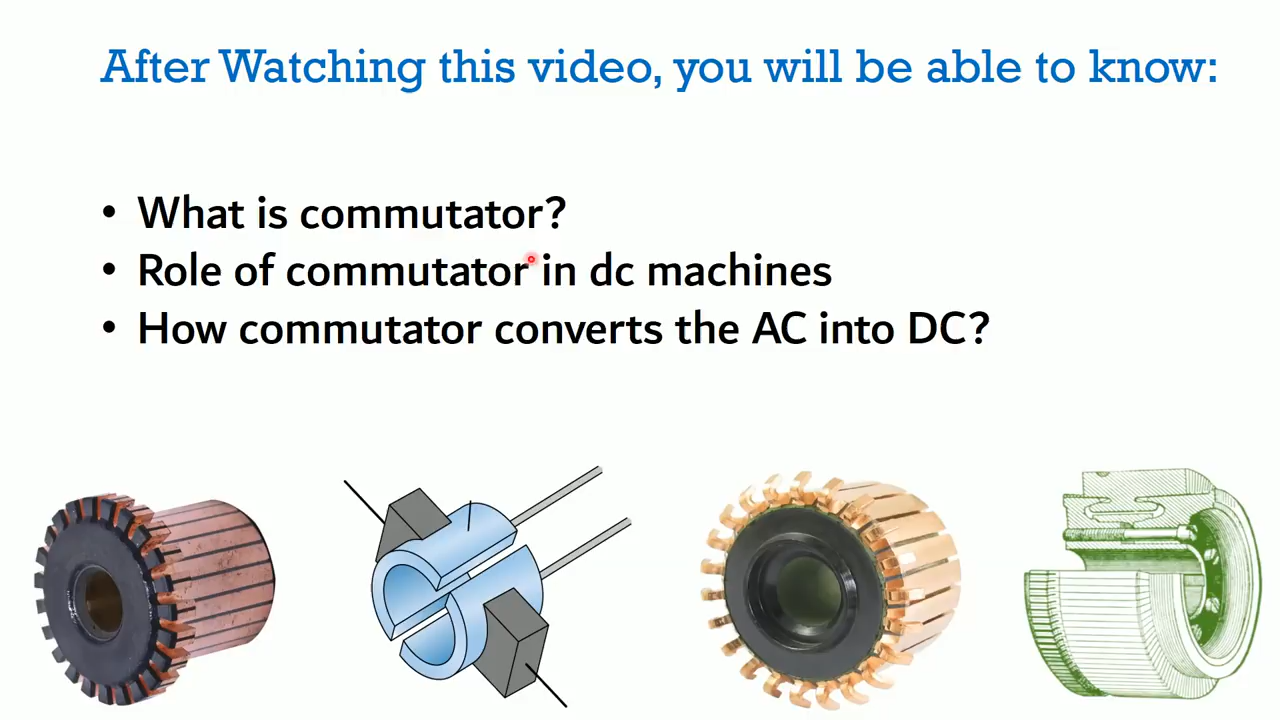 After Watching this video, you will be able to know:
• What is commutator?
• Role of commutator in dc machines
• How commutator converts the AC into DC?